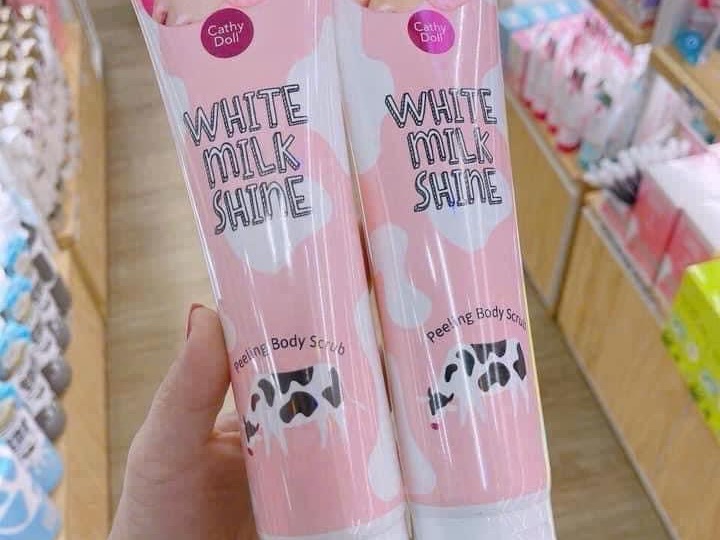 Cathy
Doll
WHITE
MILK
SHINE
Peeling Body Scrub
Cathy
Doll
WHITE
MILK
SHINE
Peeling Body Scrub